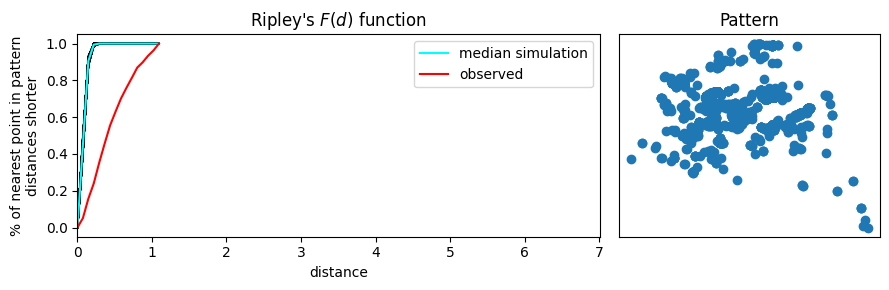 Ripley's F(d) function
Pattern
1.0
0.8
0.6
0.4
0.2
0.0
% of nearest point in pattern
distances shorter
median simulation
observed
0
1
2
3
4
5
6
7
distance